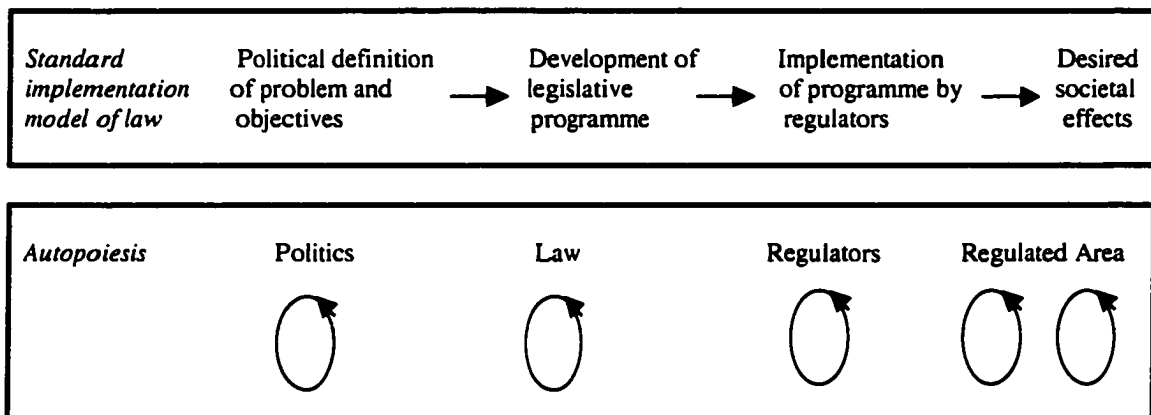 Standard implementation model of law
Political definition of problem and objectives
Development of legislative programme
Implementation of programme by regulators
Desired societal effects
Autopoiesis
Politics
Law
Regulators
Regulated Area